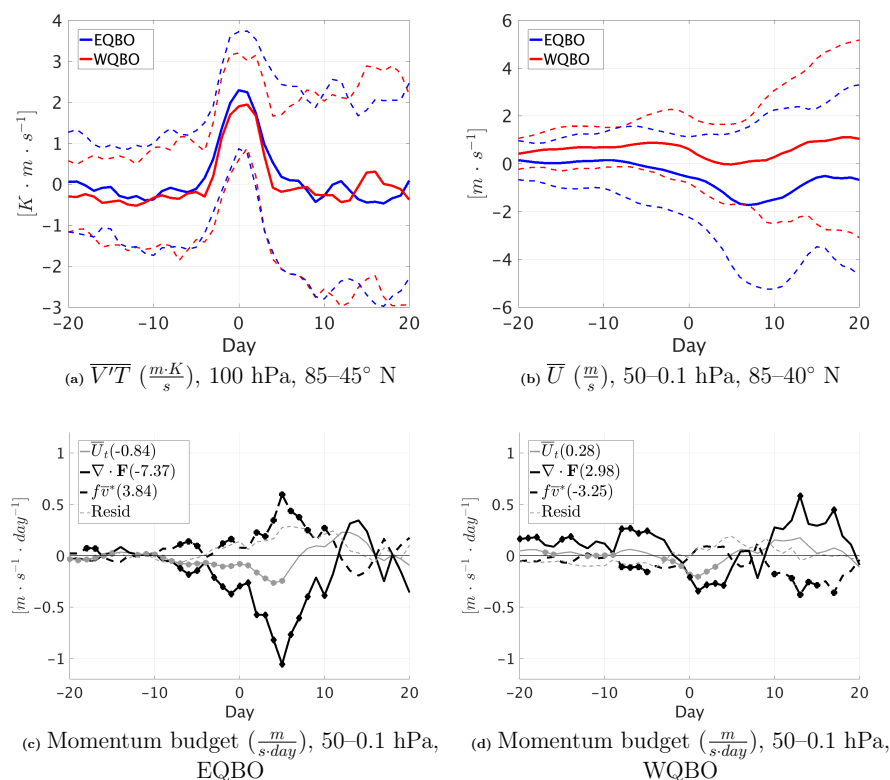 EQBO
WQBO
4
3
2
1
0
-1
-2
-3
[K · m · s⁻¹]
-20 -10 0 10 20
Day
(a) V′T (m·K/s), 100 hPa, 85–45° N
EQBO
WQBO
6
4
2
0
-2
-4
-6
[m · s⁻¹]
-20 -10 0 10 20
Day
(b) U (m/s), 50–0.1 hPa, 85–40° N
U̅ₜ(-0.84)
∇ · F(-7.37)
fv̅*(3.84)
Resid
1
0.5
0
-0.5
-1
[m · s⁻¹ · day⁻¹]
-20 -10 0 10 20
Day
(c) Momentum budget (m/s·day), 50–0.1 hPa,
EQBO
U̅ₜ(0.28)
∇ · F(2.98)
fv̅*(-3.25)
Resid
1
0.5
0
-0.5
-1
[m · s⁻¹ · day⁻¹]
-20 -10 0 10 20
Day
(d) Momentum budget (m/s·day), 50–0.1 hPa,
WQBO